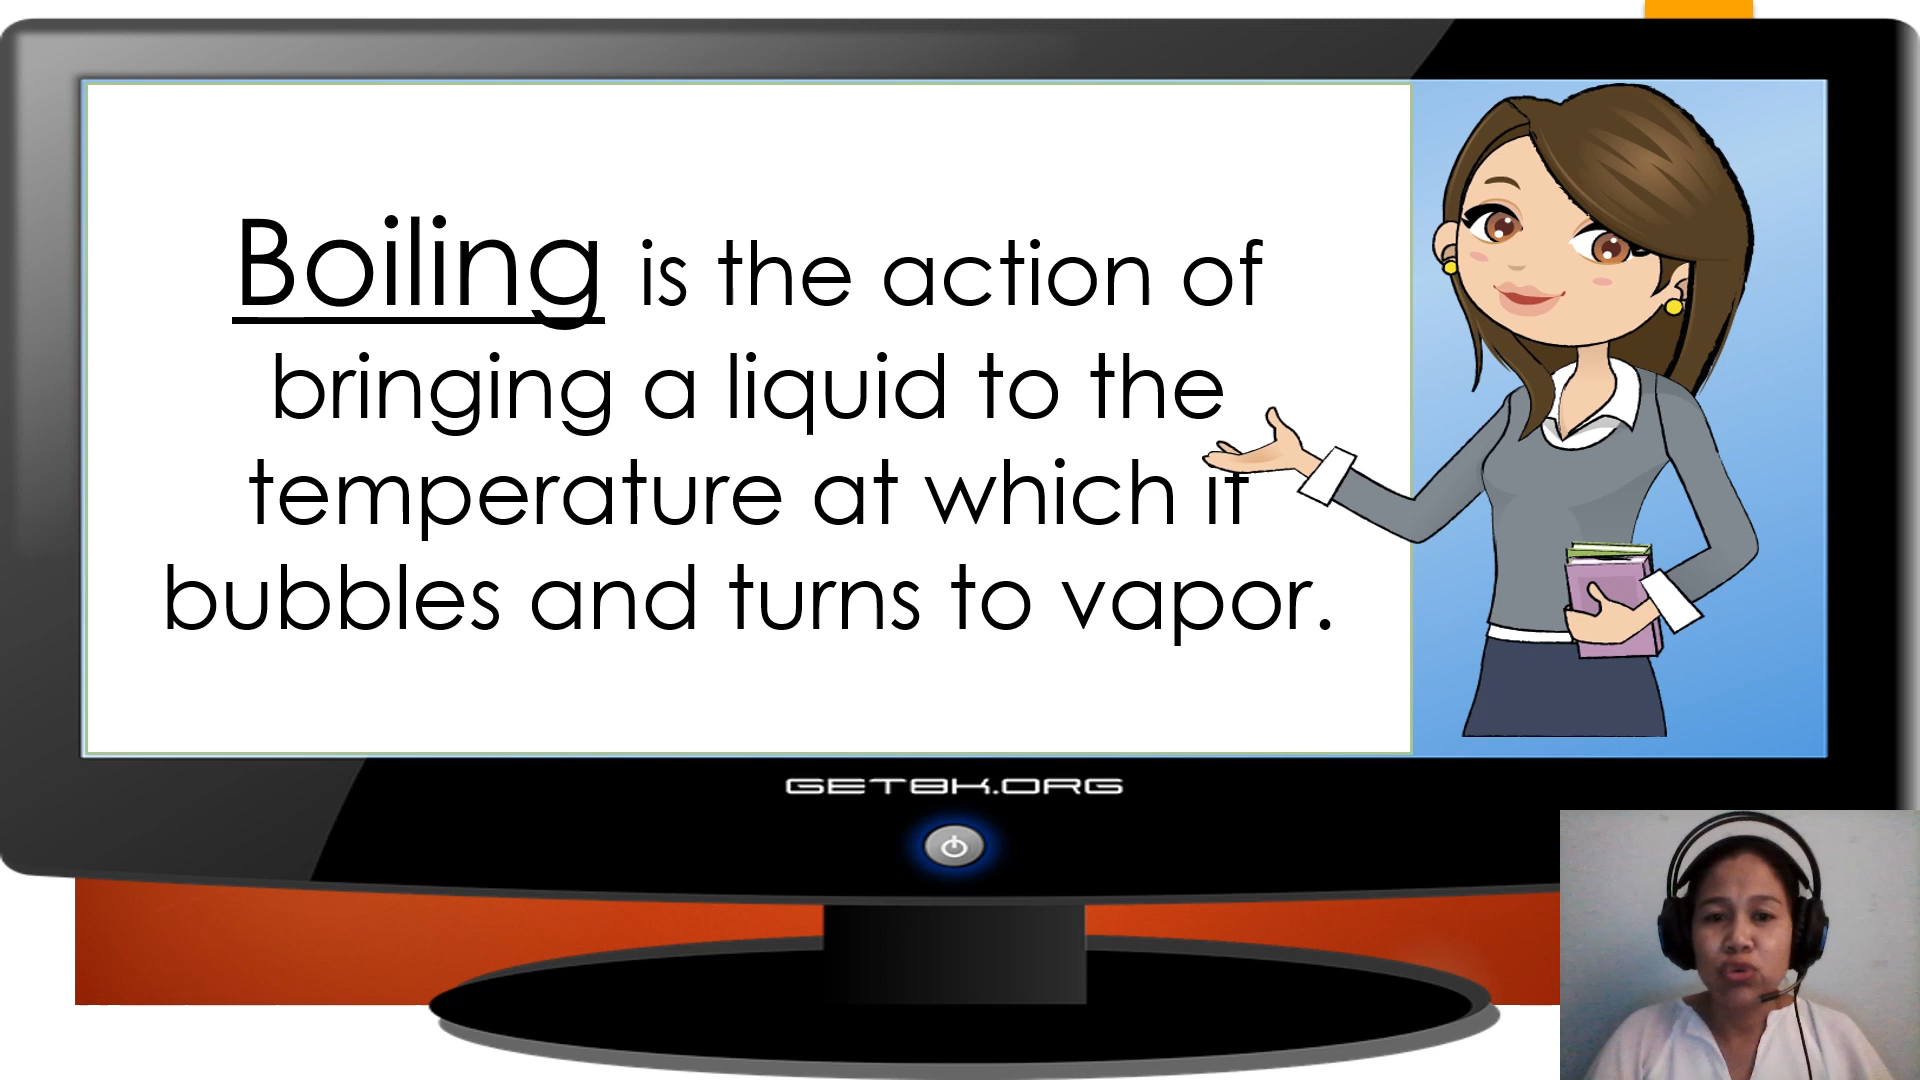 Boiling is the action of
bringing a liquid to the
temperature at which it
bubbles and turns to vapor.
GET8K.ORG